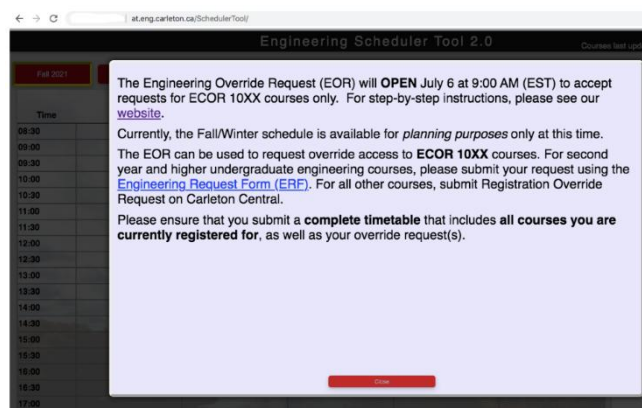 at.eng.carleton.ca/SchedulerTool/
Engineering Scheduler Tool 2.0
Courses last upd
Fall 2021
The Engineering Override Request (EOR) will OPEN July 6 at 9:00 AM (EST) to accept
requests for ECOR 10XX courses only. For step-by-step instructions, please see our
website.
Currently, the Fall/Winter schedule is available for planning purposes only at this time.
The EOR can be used to request override access to ECOR 10XX courses. For second
year and higher undergraduate engineering courses, please submit your request using the
Engineering Request Form (ERF). For all other courses, submit Registration Override
Request on Carleton Central.
Please ensure that you submit a complete timetable that includes all courses you are
currently registered for, as well as your override request(s).
Close
Time
08:30
09:00
09:30
10:00
10:30
11:00
11:30
12:00
12:30
13:00
13:30
14:00
14:30
15:00
15:30
16:00
16:30
17:00